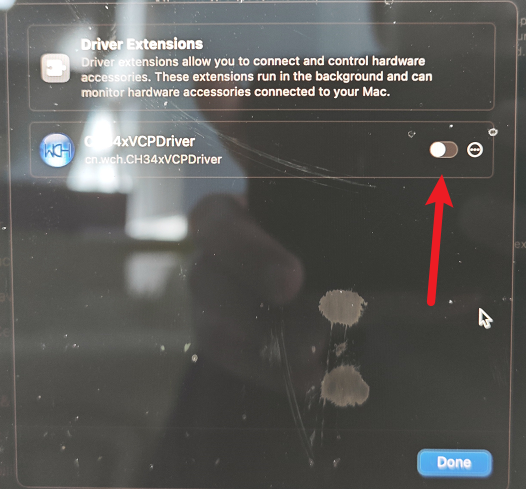 Driver Extensions
Driver extensions allow you to connect and control hardware
accessories. These extensions run in the background and can
monitor hardware accessories connected to your Mac.
WCH
CH34xVCPDriver
cn.wch.CH34xVCPDriver
Done